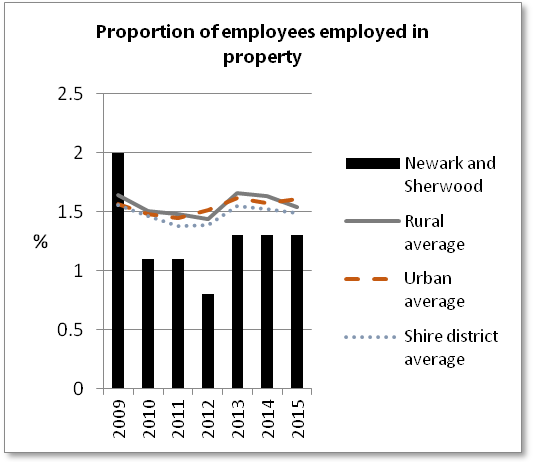 Proportion of employees employed in
property
2.5
2
1.5
1
0.5
0
%
2009
2010
2011
2012
2013
2014
2015
Newark and
Sherwood
Rural
average
Urban
average
Shire district
average